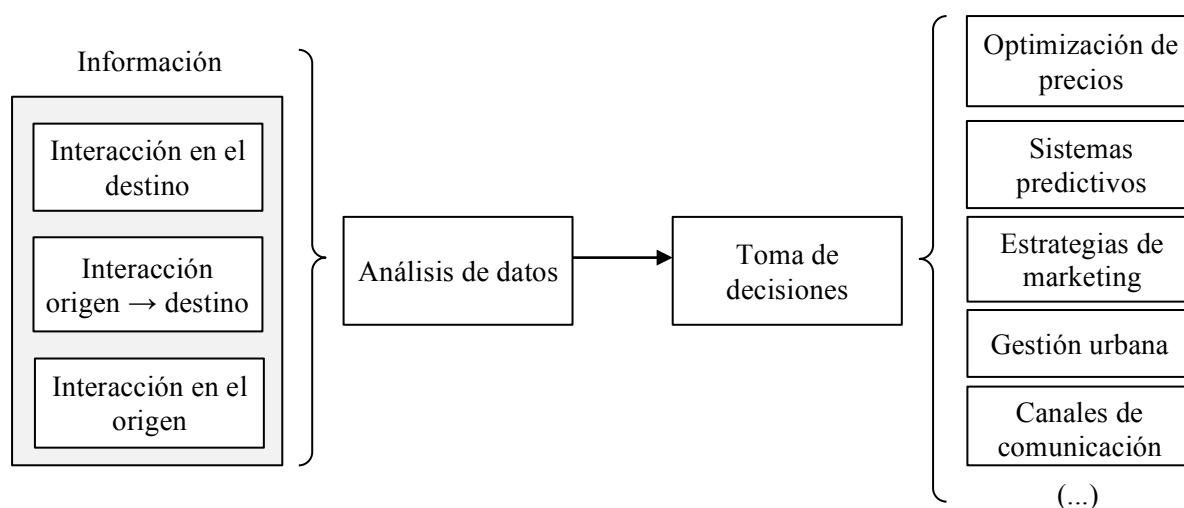 Información
Interacción en el
destino
Interacción
origen → destino
Interacción en el
origen
Análisis de datos
Toma de
decisiones
Optimización de
precios
Sistemas
predictivos
Estrategias de
marketing
Gestión urbana
Canales de
comunicación
(...)